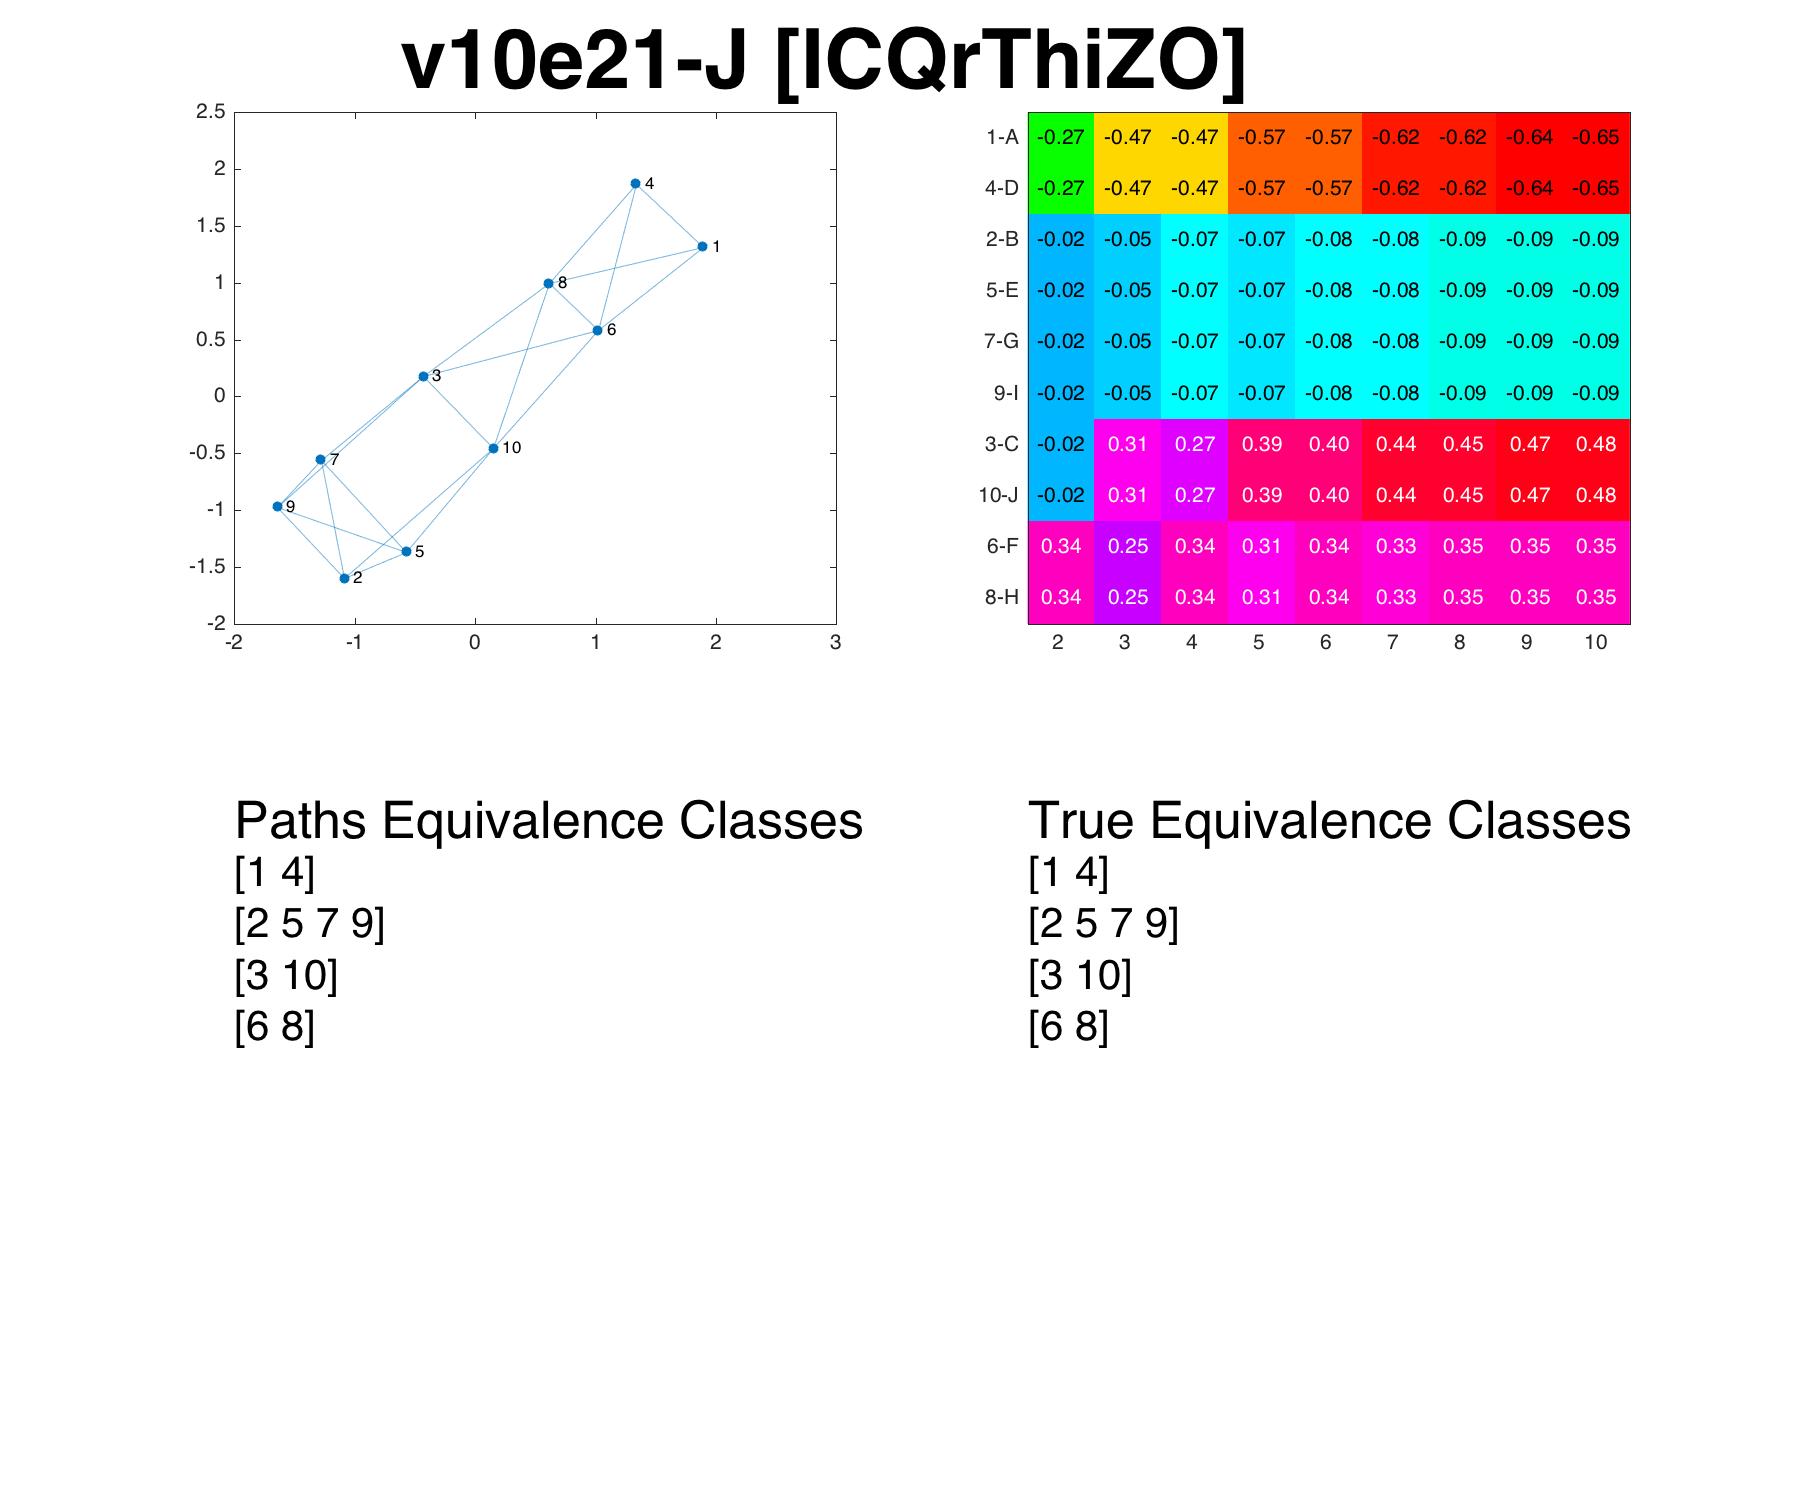 v10e21-J [ICQrThiZO]
2.5
2
1.5
1
0.5
0
-0.5
-1
-1.5
-2
-2 -1 0 1 2 3
4
1
8
6
3
10
7
9
5
2
1-A -0.27 -0.47 -0.47 -0.57 -0.57 -0.62 -0.62 -0.64 -0.65
4-D -0.27 -0.47 -0.47 -0.57 -0.57 -0.62 -0.62 -0.64 -0.65
2-B -0.02 -0.05 -0.07 -0.07 -0.08 -0.08 -0.09 -0.09 -0.09
5-E -0.02 -0.05 -0.07 -0.07 -0.08 -0.08 -0.09 -0.09 -0.09
7-G -0.02 -0.05 -0.07 -0.07 -0.08 -0.08 -0.09 -0.09 -0.09
9-I -0.02 -0.05 -0.07 -0.07 -0.08 -0.08 -0.09 -0.09 -0.09
3-C -0.02 0.31 0.27 0.39 0.40 0.44 0.45 0.47 0.48
10-J -0.02 0.31 0.27 0.39 0.40 0.44 0.45 0.47 0.48
6-F 0.34 0.25 0.34 0.31 0.34 0.33 0.35 0.35 0.35
8-H 0.34 0.25 0.34 0.31 0.34 0.33 0.35 0.35 0.35
2 3 4 5 6 7 8 9 10
Paths Equivalence Classes
[1 4]
[2 5 7 9]
[3 10]
[6 8]
True Equivalence Classes
[1 4]
[2 5 7 9]
[3 10]
[6 8]